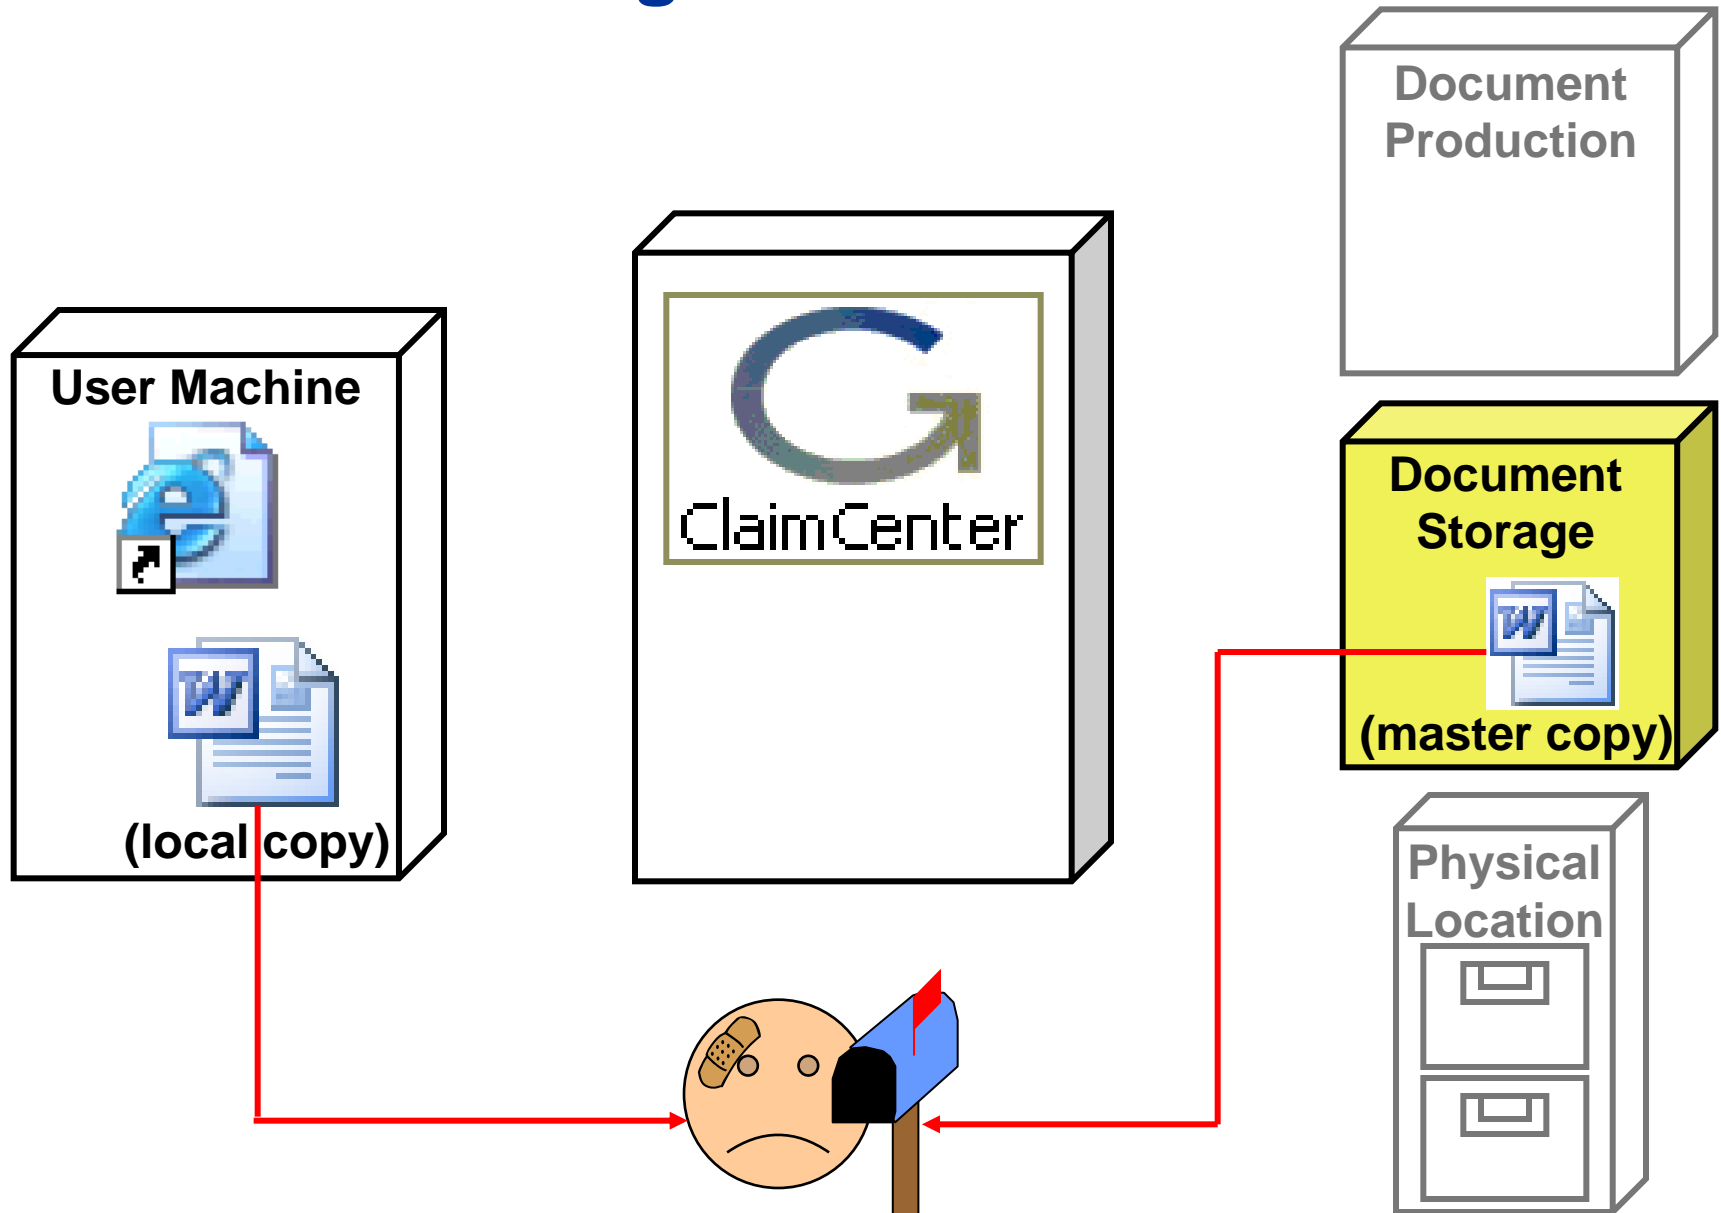 Document
Production
ClaimCenter
User Machine
Document
Storage
W
W
(master copy)
(local copy)
Physical
Location